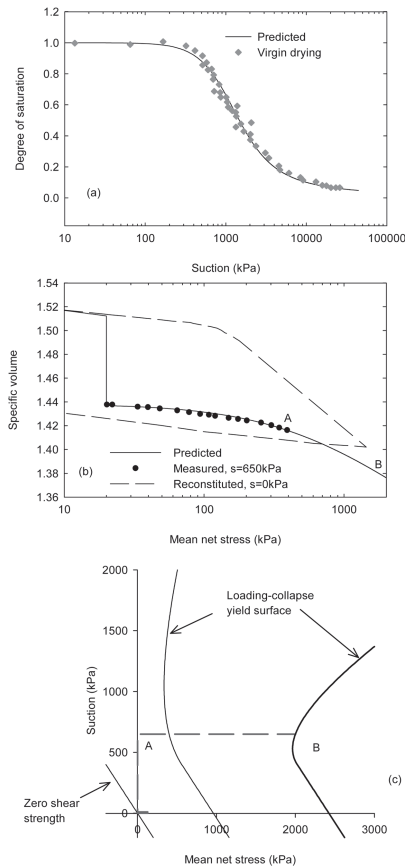 1.2
1.0
0.8
0.6
0.4
0.2
0.0
Degree of saturation
Predicted
Virgin drying
(a)
10 100 1000 10000 100000
Suction (kPa)
1.54
1.52
1.50
1.48
1.46
1.44
1.42
1.40
1.38
1.36
Specific volume
A
B
Predicted
Measured, s=650kPa
Reconstituted, s=0kPa
(b)
10 100 1000
Mean net stress (kPa)
2000
1500
1000
500
0
Suction (kPa)
Loading-collapse
yield surface
A
B
(c)
Zero shear
strength
0 1000 2000 3000
Mean net stress (kPa)